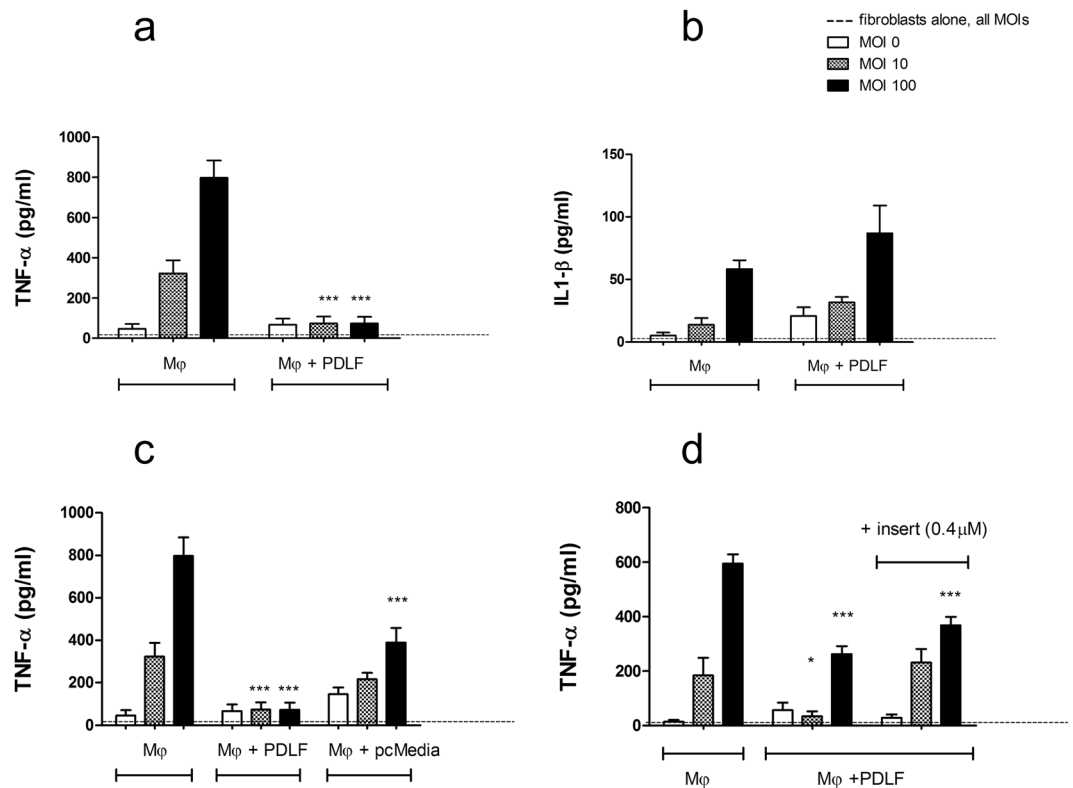 a
b
fibroblasts alone, all MOIs
MOI 0
MOI 10
MOI 100
TNF-α (pg/ml)
1000
800
600
400
200
0
***
***
Mφ
Mφ + PDLF
IL1-β (pg/ml)
150
100
50
0
Mφ
Mφ + PDLF
c
d
TNF-α (pg/ml)
1000
800
600
400
200
0
***
***
***
Mφ
Mφ + PDLF
Mφ + pcMedia
TNF-α (pg/ml)
800
600
400
200
0
+ insert (0.4μM)
*
***
***
Mφ
Mφ +PDLF